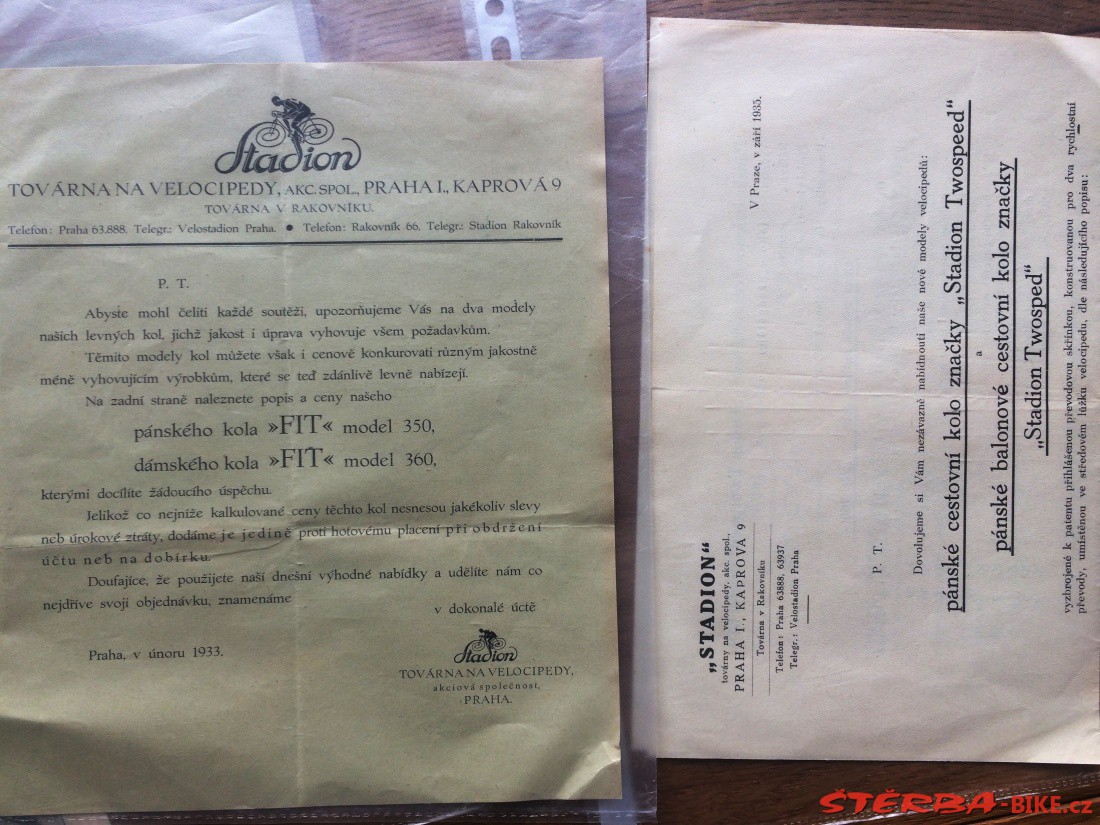 Stadion
TOVÁRNA NA VELOCIPEDY, AKC. SPOL., PRAHA I., KAPROVÁ 9
TOVÁRNA V RAKOVNÍKU.
Telefon: Praha 63.888. Telegr.: Velostadion Praha. ● Telefon: Rakovník 66. Telegr.: Stadion Rakovník
P. T.
Abyste mohl čeliti každé soutěži, upozorňujeme Vás na dva modely
našich levných kol, jichž jakost i úprava vyhovuje všem požadavkům.
Těmito modely kol můžete však i cenově konkurovati různým jakostně
méně vyhovujícím výrobkům, které se teď zdánlivě levně nabízejí.
Na zadní straně naleznete popis a ceny našeho
pánského kola »FIT« model 350,
dámského kola »FIT« model 360,
kterými docílíte žádoucího úspěchu.
Jelikož co nejníže kalkulované ceny těchto kol nesnesou jakékoliv slevy
neb úrokové ztráty, dodáme je jedině proti hotovému placení při obdržení
účtu neb na dobírku.
Doufajíce, že použijete naší dnešní výhodné nabídky a udělíte nám co
nejdříve svoji objednávku, znamenáme
v dokonalé úctě
Praha, v únoru 1933.
Stadion
TOVÁRNA NA VELOCIPEDY,
akciová společnost,
PRAHA.
„STADION“
továrny na velocipedy, akc. spol.,
PRAHA I., KAPROVA 9
Továrna v Rakovníku
Telefon: Praha 63888, 63937
Telegr.: Velostadion Praha
V Praze, v září 1935.
P. T.
Dovolujeme si Vám nezávazně nabídnouti naše nové modely velocipedů:
pánské cestovní kolo značky „Stadion Twospeed“
a
pánské balonové cestovní kolo značky
„Stadion Twosped“
vyzbrojené k patentu přihlášenou převodovou skřínkou, konstruovanou pro dva rychlostní
převody, umístěnou ve středovém lůžku velocipedu, dle následujícího popisu:
ŠTĚRBA-BIKE.cz